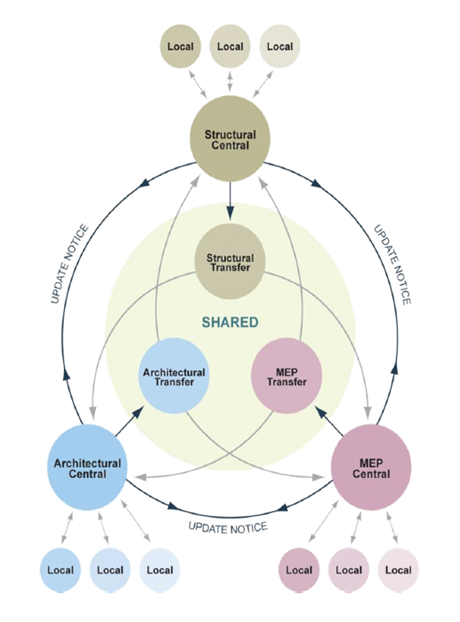 Local
Local
Local
Structural
Central
UPDATE NOTICE
UPDATE NOTICE
Structural
Transfer
SHARED
Architectural
Transfer
MEP
Transfer
Architectural
Central
MEP
Central
UPDATE NOTICE
Local
Local
Local
Local
Local
Local